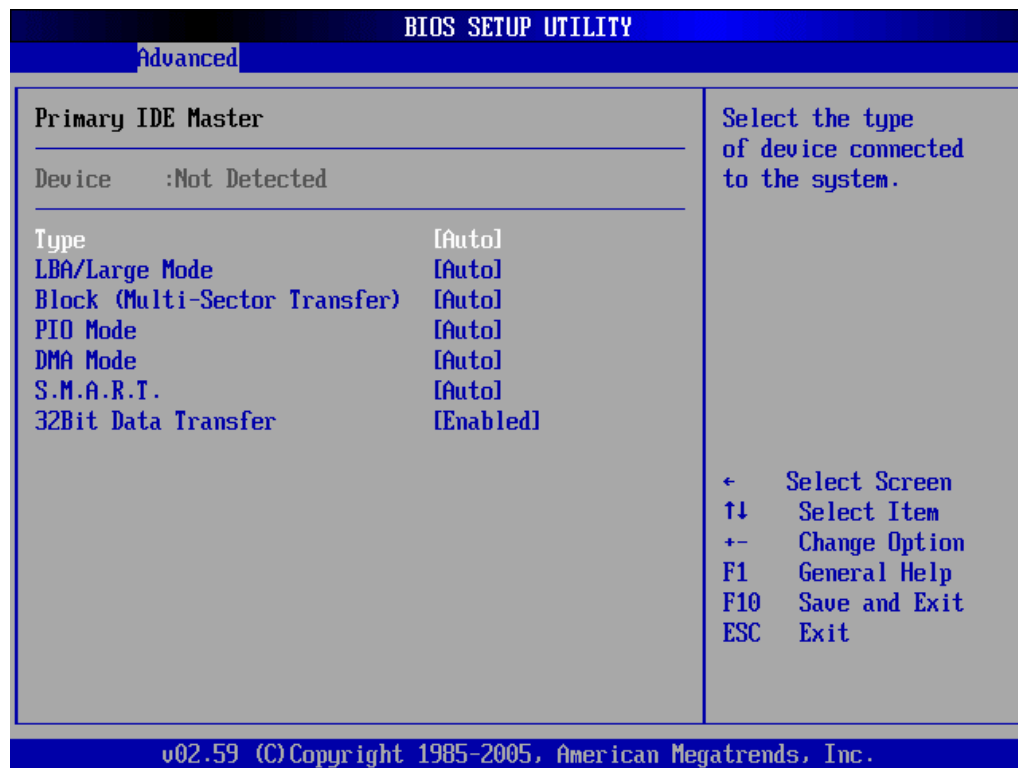 BIOS SETUP UTILITY
Advanced
Primary IDE Master
Device :Not Detected
Type [Auto]
LBA/Large Mode [Auto]
Block (Multi-Sector Transfer) [Auto]
PIO Mode [Auto]
DMA Mode [Auto]
S.M.A.R.T. [Auto]
32Bit Data Transfer [Enabled]
Select the type
of device connected
to the system.
← Select Screen
↑↓ Select Item
+- Change Option
F1 General Help
F10 Save and Exit
ESC Exit
v02.59 (C)Copyright 1985-2005, American Megatrends, Inc.